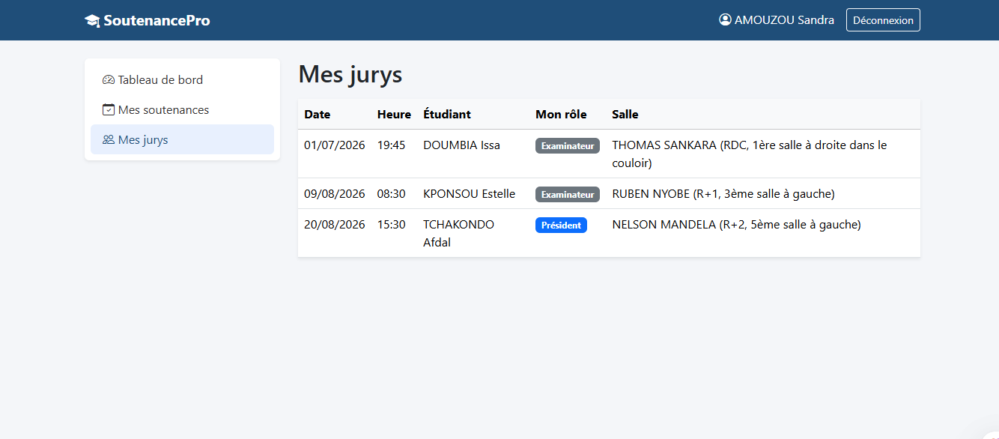 SoutenancePro
AMOUZOU Sandra
Déconnexion
Tableau de bord
Mes soutenances
Mes jurys
Mes jurys
Date Heure Étudiant Mon rôle Salle
01/07/2026 19:45 DOUMBIA Issa Examinateur THOMAS SANKARA (RDC, 1ère salle à droite dans le
couloir)
09/08/2026 08:30 KPONSOU Estelle Examinateur RUBEN NYOBE (R+1, 3ème salle à gauche)
20/08/2026 15:30 TCHAKONDO Président NELSON MANDELA (R+2, 5ème salle à gauche)
Afdal